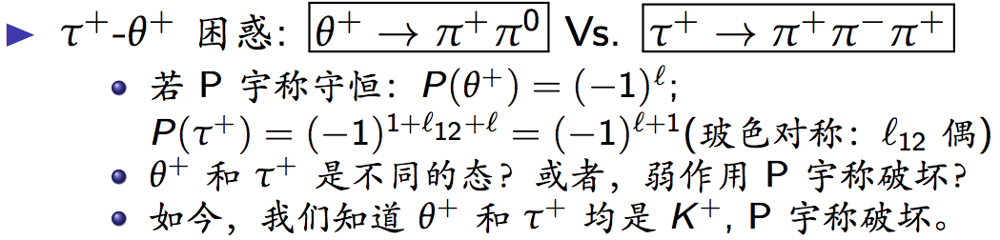 ▶ τ⁺-θ⁺ 困惑: θ⁺ → π⁺π⁰ Vs. τ⁺ → π⁺π⁻π⁺
• 若 P 宇称守恒: P(θ⁺) = (−1)^ℓ;
P(τ⁺) = (−1)^{1+ℓ₁₂+ℓ} = (−1)^{ℓ+1}(玻色对称: ℓ₁₂ 偶)
• θ⁺ 和 τ⁺ 是不同的态? 或者, 弱作用 P 宇称破坏?
• 如今, 我们知道 θ⁺ 和 τ⁺ 均是 K⁺, P 宇称破坏。